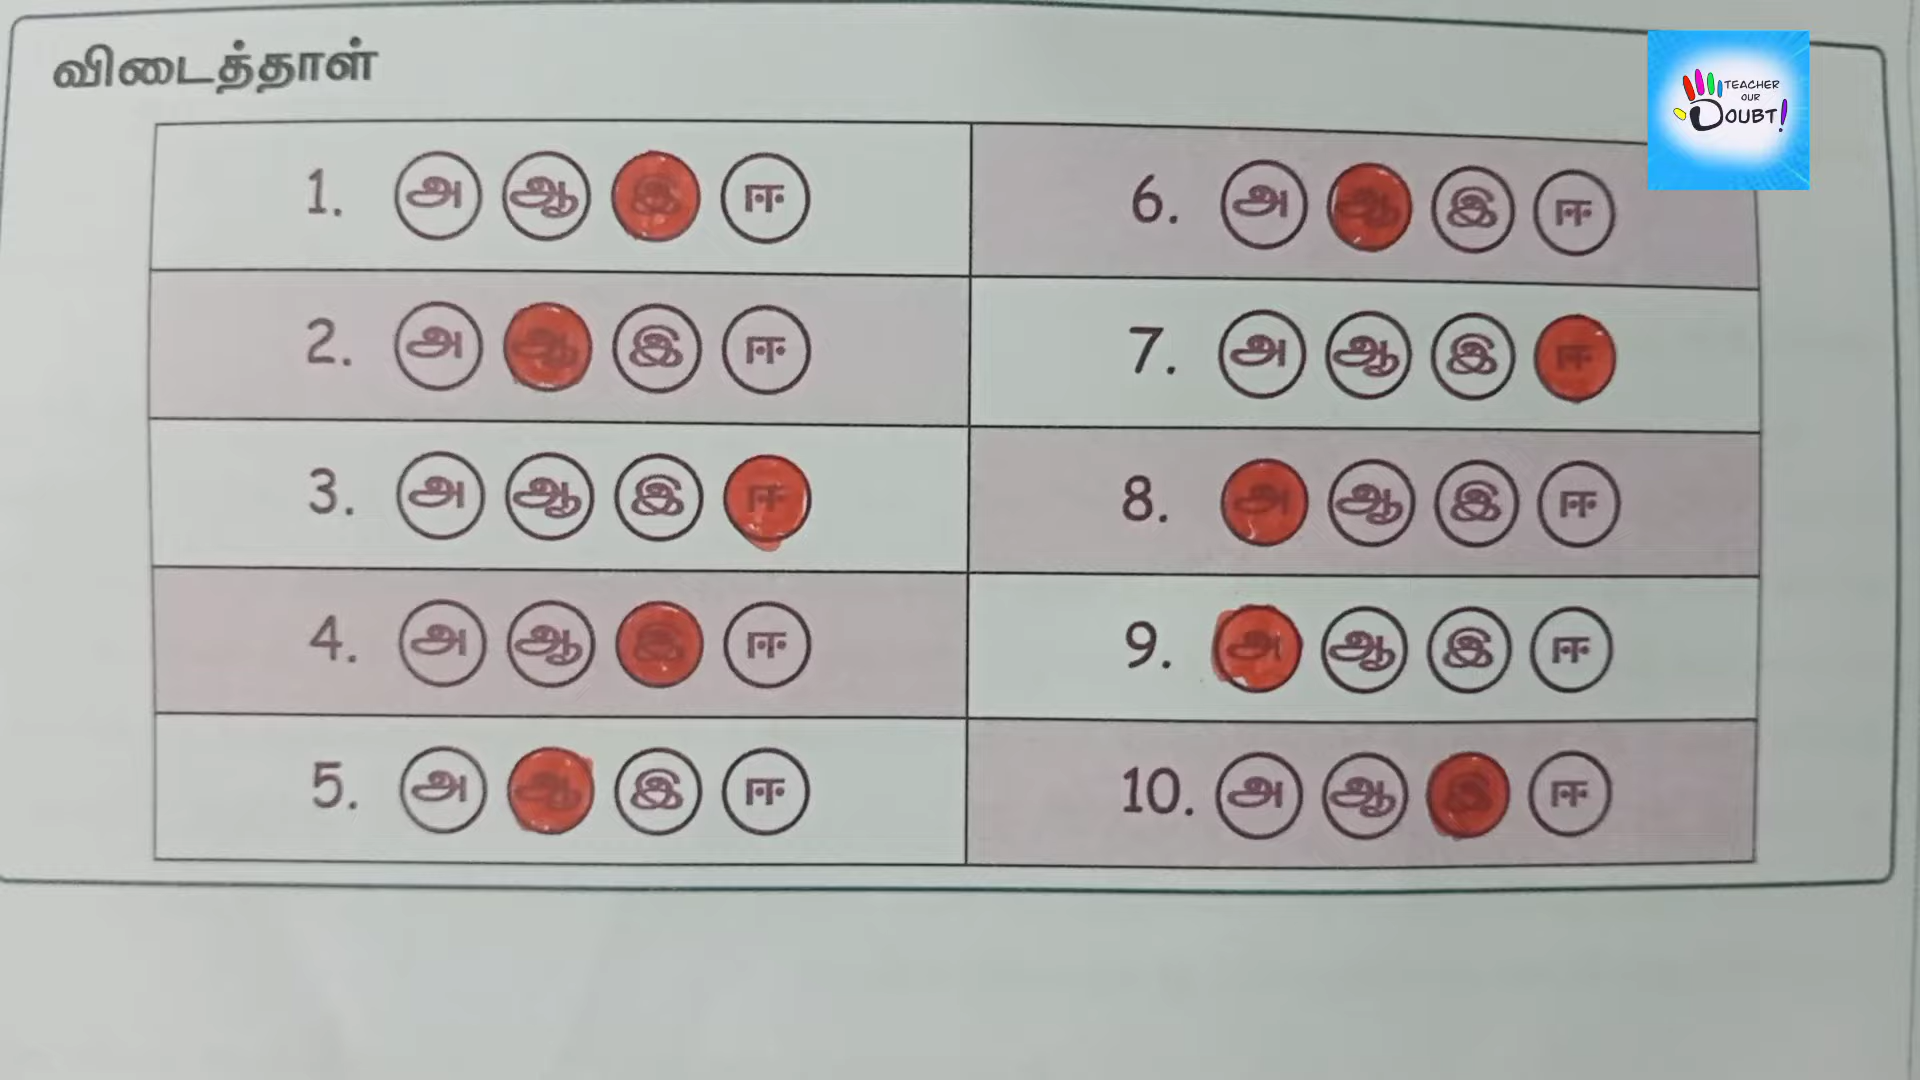 விடைத்தாள்
1. அ ஆ இ ஈ
2. அ ஆ இ ஈ
3. அ ஆ இ ஈ
4. அ ஆ இ ஈ
5. அ ஆ இ ஈ
6. அ ஆ இ ஈ
7. அ ஆ இ ஈ
8. அ ஆ இ ஈ
9. அ ஆ இ ஈ
10. அ ஆ இ ஈ
TEACHER
OUR
DOUBT!